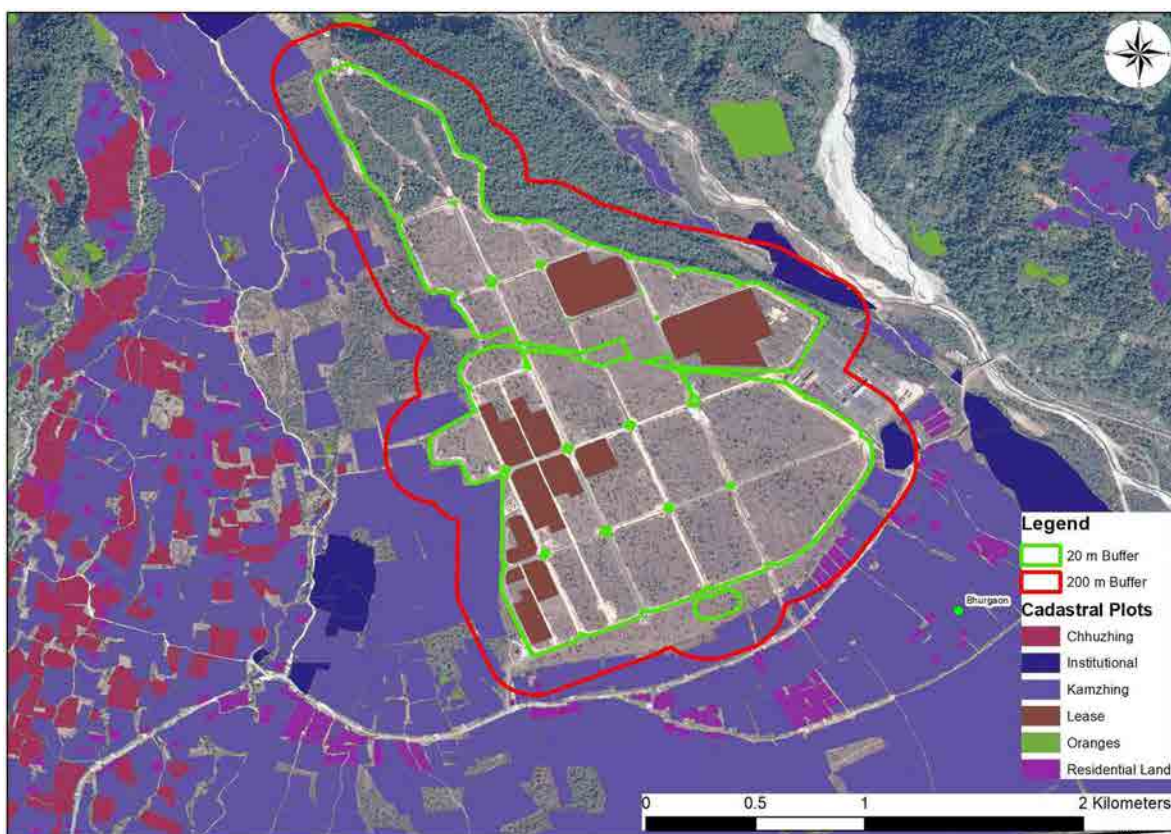 Bhurgaon
Legend
20 m Buffer
200 m Buffer
Cadastral Plots
Chhuzhing
Institutional
Kamzhing
Lease
Oranges
Residential Land
0 0.5 1 2 Kilometers